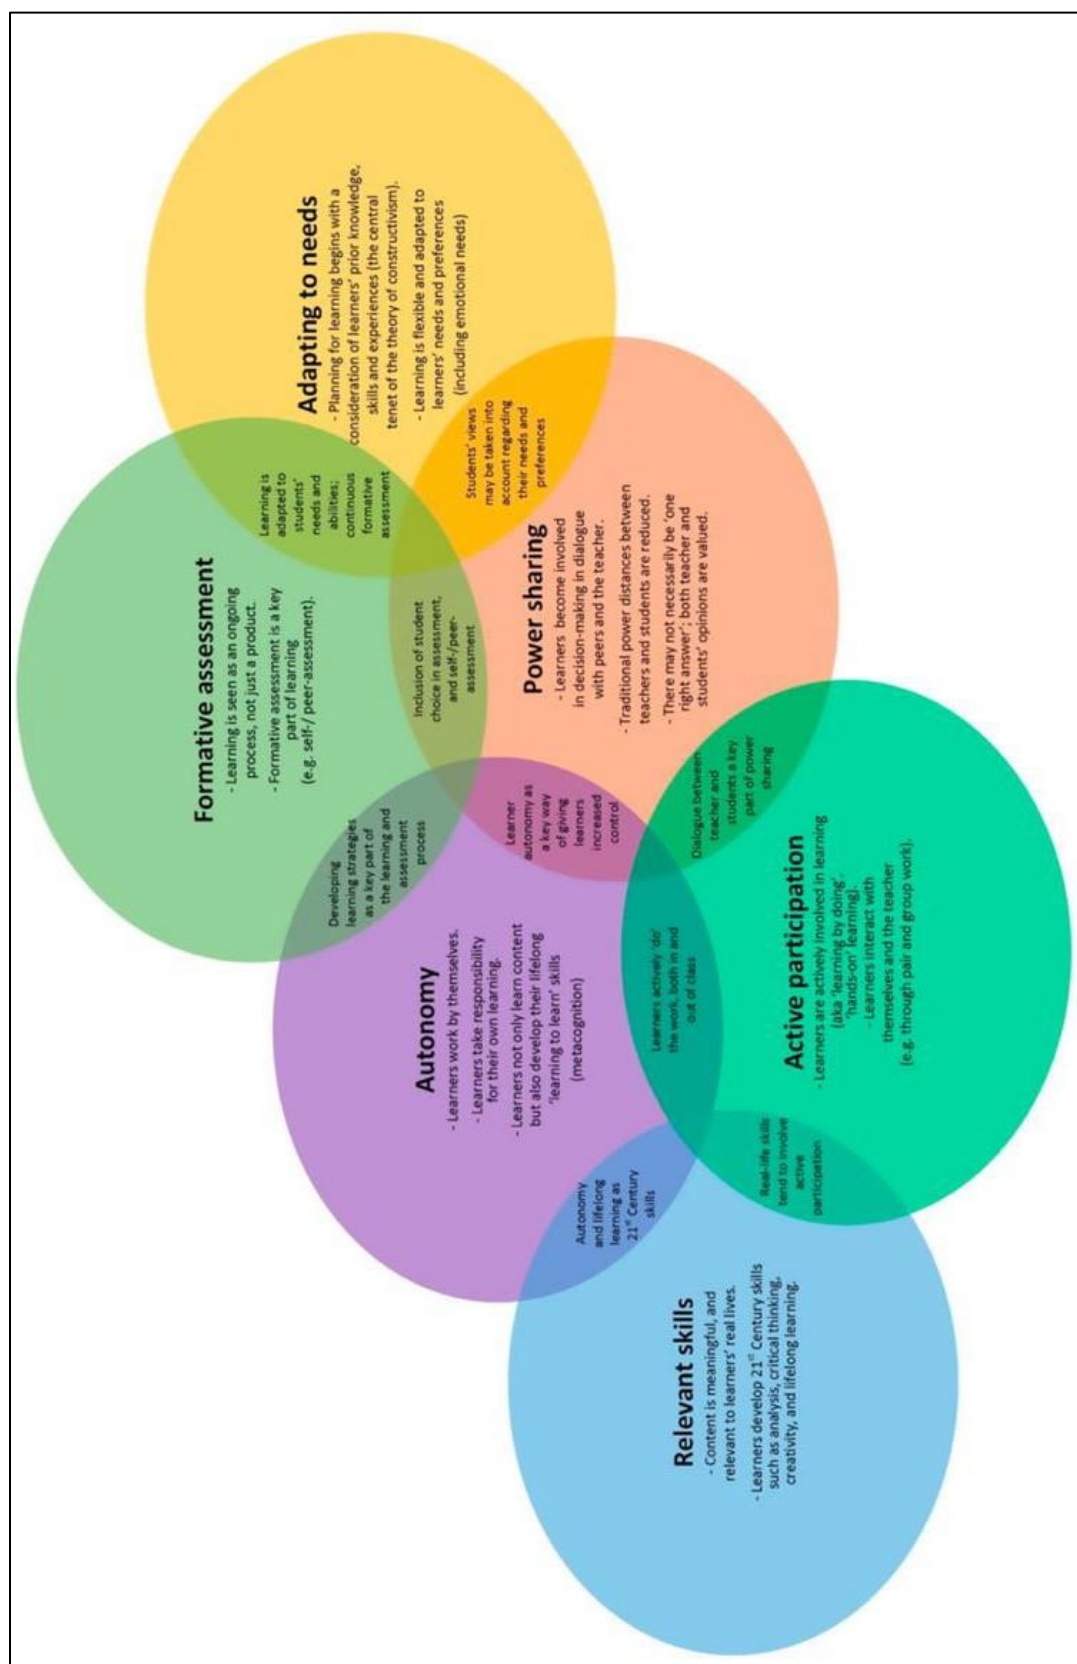 Formative assessment
- Learning is seen as an ongoing
process, not just a product.
- Formative assessment is a key
part of learning
(e.g. self-/ peer-assessment).
Adapting to needs
- Planning for learning begins with a
consideration of learners' prior knowledge,
skills and experiences (the central
tenet of the theory of constructivism).
- Learning is flexible and adapted to
learners' needs and preferences
(including emotional needs)
Learning is
adapted to
students'
needs and
abilities;
continuous
formative
assessment
Developing
learning strategies
as a key part of
the learning and
assessment
process
Inclusion of student
choice in assessment,
and self-/peer-
assessment
Students' views
may be taken into
account regarding
their needs and
preferences
Autonomy
- Learners work by themselves.
- Learners take responsibility
for their own learning.
- Learners not only learn content
but also develop their lifelong
'learning to learn' skills
(metacognition)
Learner
autonomy as
a key way
of giving
learners
increased
control
Power sharing
- Learners become involved
in decision-making in dialogue
with peers and the teacher.
- Traditional power distances between
teachers and students are reduced.
- There may not necessarily be 'one
right answer'; both teacher and
students' opinions are valued.
Autonomy
and lifelong
learning as
21st Century
skills
Learners actively 'do'
the work, both in and
out of class
Dialogue between
teacher and
students a key
part of power
sharing
Relevant skills
- Content is meaningful, and
relevant to learners' real lives.
- Learners develop 21st Century skills
such as analysis, critical thinking,
creativity, and lifelong learning.
Real-life skills
tend to involve
active
participation
Active participation
- Learners are actively involved in learning
(aka 'learning by doing',
'hands-on' learning).
- Learners interact with
themselves and the teacher
(e.g. through pair and group work).